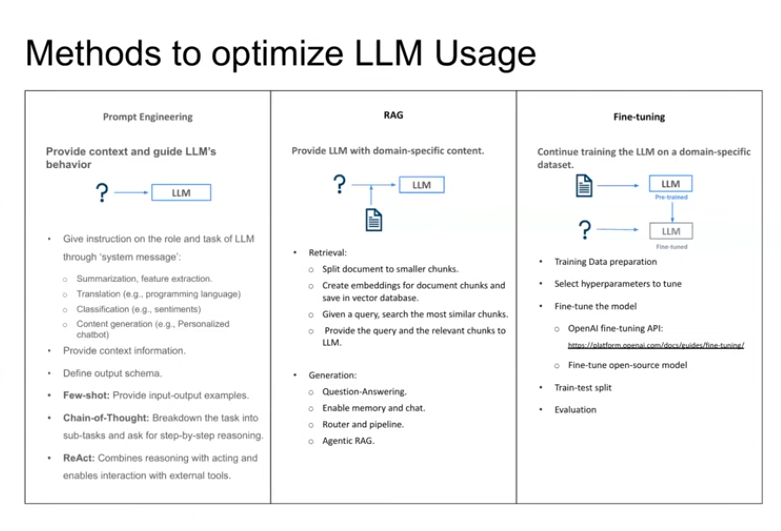 Methods to optimize LLM Usage
Prompt Engineering
Provide context and guide LLM's
behavior
?
LLM
• Give instruction on the role and task of LLM
through 'system message':
o Summarization, feature extraction.
o Translation (e.g., programming language)
o Classification (e.g., sentiments)
o Content generation (e.g., Personalized
chatbot)
• Provide context information.
• Define output schema.
• Few-shot: Provide input-output examples.
• Chain-of-Thought: Breakdown the task into
sub-tasks and ask for step-by-step reasoning.
• ReAct: Combines reasoning with acting and
enables interaction with external tools.
RAG
Provide LLM with domain-specific content.
?
LLM
• Retrieval:
o Split document to smaller chunks.
o Create embeddings for document chunks and
save in vector database.
o Given a query, search the most similar chunks.
o Provide the query and the relevant chunks to
LLM.
• Generation:
o Question-Answering.
o Enable memory and chat.
o Router and pipeline.
o Agentic RAG.
Fine-tuning
Continue training the LLM on a domain-specific
dataset.
LLM
Pre-trained
?
LLM
Fine-tuned
• Training Data preparation
• Select hyperparameters to tune
• Fine-tune the model
o OpenAI fine-tuning API:
https://platform.openai.com/docs/guides/fine-tuning/
o Fine-tune open-source model
• Train-test split
• Evaluation